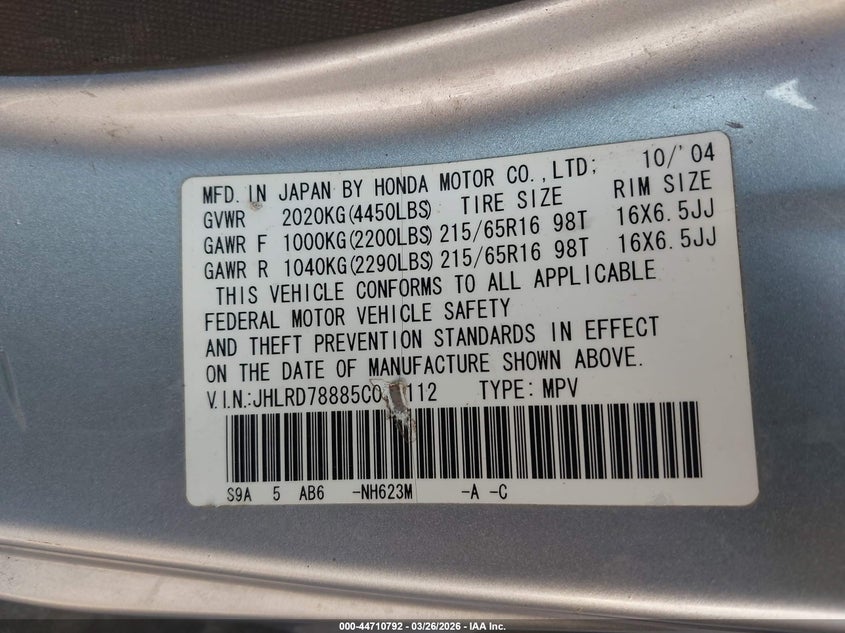 MFD. IN JAPAN BY HONDA MOTOR CO., LTD; 10/'04
GVWR 2020KG(4450LBS) TIRE SIZE RIM SIZE
GAWR F 1000KG(2200LBS) 215/65R16 98T 16X6.5JJ
GAWR R 1040KG(2290LBS) 215/65R16 98T 16X6.5JJ
THIS VEHICLE CONFORMS TO ALL APPLICABLE
FEDERAL MOTOR VEHICLE SAFETY
AND THEFT PREVENTION STANDARDS IN EFFECT
ON THE DATE OF MANUFACTURE SHOWN ABOVE.
V.I.N.: TYPE: MPV
S9A 5 AB6 -NH623M -A -C
000-44710792 - 03/26/2026 - IAA Inc.